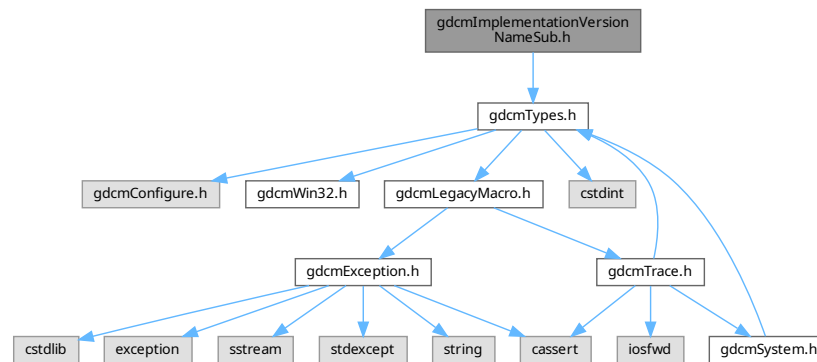 gdcmImplementationVersion
NameSub.h
gdcmTypes.h
gdcmConfigure.h
gdcmWin32.h
gdcmLegacyMacro.h
cstdint
gdcmException.h
gdcmTrace.h
cstdlib
exception
sstream
stdexcept
string
cassert
iosfwd
gdcmSystem.h